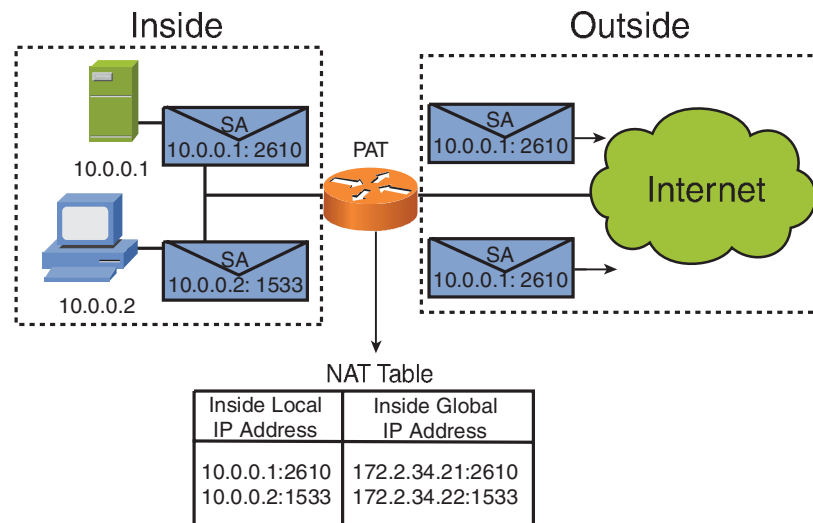 Inside
Outside
SA
10.0.0.1: 2610
10.0.0.1
SA
10.0.0.2: 1533
10.0.0.2
PAT
SA
10.0.0.1: 2610
SA
10.0.0.1: 2610
Internet
NAT Table
Inside Local
IP Address
Inside Global
IP Address
10.0.0.1:2610
172.2.34.21:2610
10.0.0.2:1533
172.2.34.22:1533